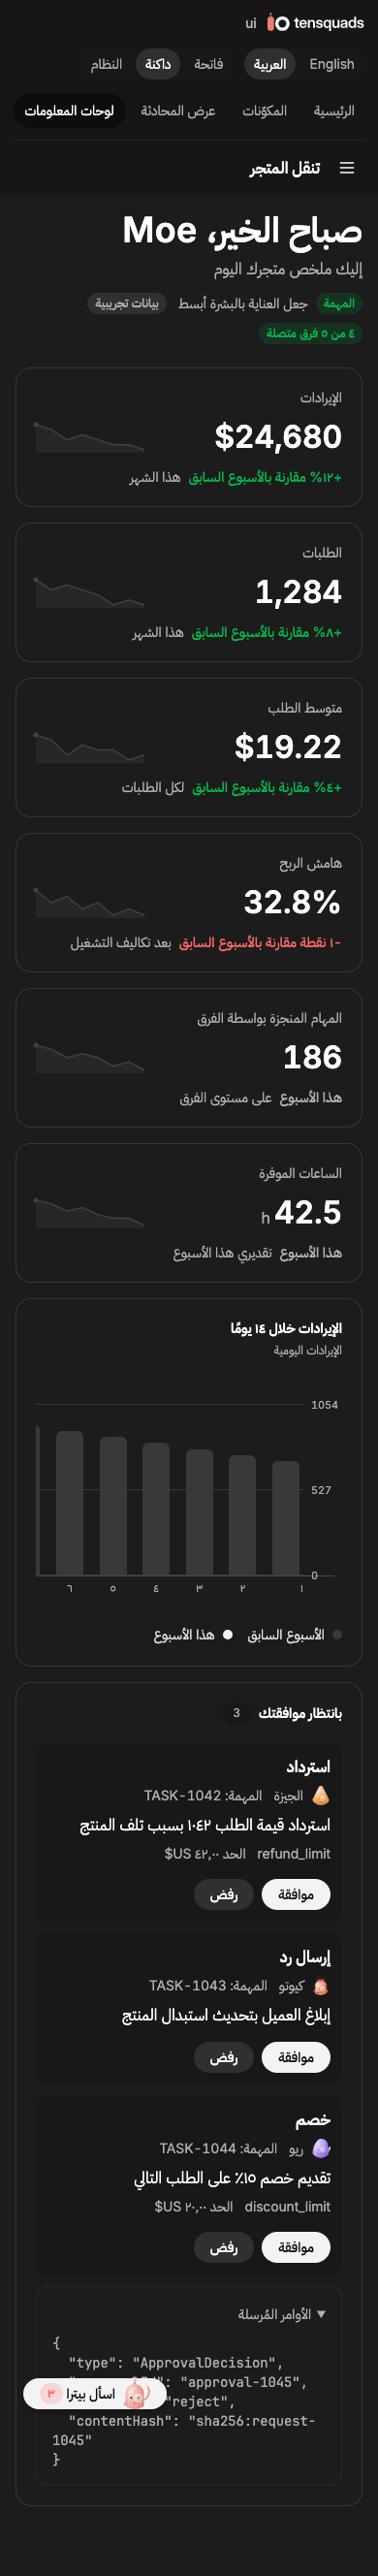 tensquads ui
English العربية فاتحة داكنة النظام
الرئيسية المكوّنات عرض المحادثة لوحات المعلومات
تنقل المتجر
صباح الخير، Moe
إليك ملخص متجرك اليوم
المهمة جعل العناية بالبشرة أبسط بيانات تجريبية
٤ من ٥ فرق متصلة
الإيرادات
$24,680
+١٢% مقارنة بالأسبوع السابق هذا الشهر
الطلبات
1,284
+٨% مقارنة بالأسبوع السابق هذا الشهر
متوسط الطلب
$19.22
+٤% مقارنة بالأسبوع السابق لكل الطلبات
هامش الربح
32.8%
-١ نقطة مقارنة بالأسبوع السابق بعد تكاليف التشغيل
المهام المنجزة بواسطة الفرق
186
هذا الأسبوع على مستوى الفرق
الساعات الموفرة
42.5 h
هذا الأسبوع تقديري هذا الأسبوع
الإيرادات خلال ١٤ يومًا
الإيرادات اليومية
1054
527
0
١ ٢ ٣ ٤ ٥ ٦
الأسبوع السابق هذا الأسبوع
بانتظار موافقتك 3
استرداد
الجيزة المهمة: TASK-1042
استرداد قيمة الطلب ١٠٤٢ بسبب تلف المنتج
refund_limit الحد ٤٢,٠٠ US$
موافقة رفض
إرسال رد
كيوتو المهمة: TASK-1043
إبلاغ العميل بتحديث استبدال المنتج
موافقة رفض
خصم
ريو المهمة: TASK-1044
تقديم خصم ١٥٪ على الطلب التالي
discount_limit الحد ٢٠,٠٠ US$
موافقة رفض
▼ الأوامر المُرسلة
{
"type": "ApprovalDecision",
": "approval-1045",
"reject",
"contentHash": "sha256:request-
1045"
}
اسأل بيترا ٣